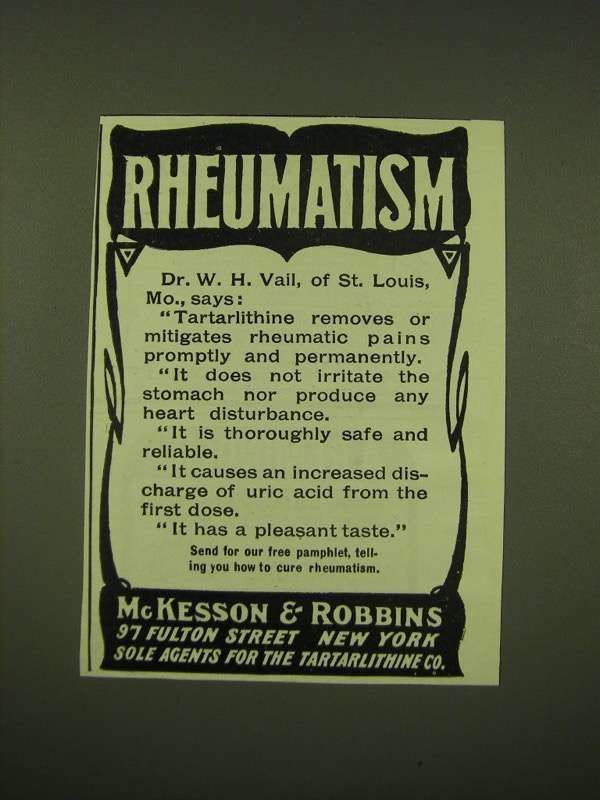 RHEUMATISM
Dr. W. H. Vail, of St. Louis,
Mo., says:
"Tartarlithine removes or
mitigates rheumatic pains
promptly and permanently.
"It does not irritate the
stomach nor produce any
heart disturbance.
"It is thoroughly safe and
reliable.
"It causes an increased dis-
charge of uric acid from the
first dose.
"It has a pleasant taste."
Send for our free pamphlet, tell-
ing you how to cure rheumatism.
McKESSON & ROBBINS
97 FULTON STREET NEW YORK
SOLE AGENTS FOR THE TARTARLITHINE CO.